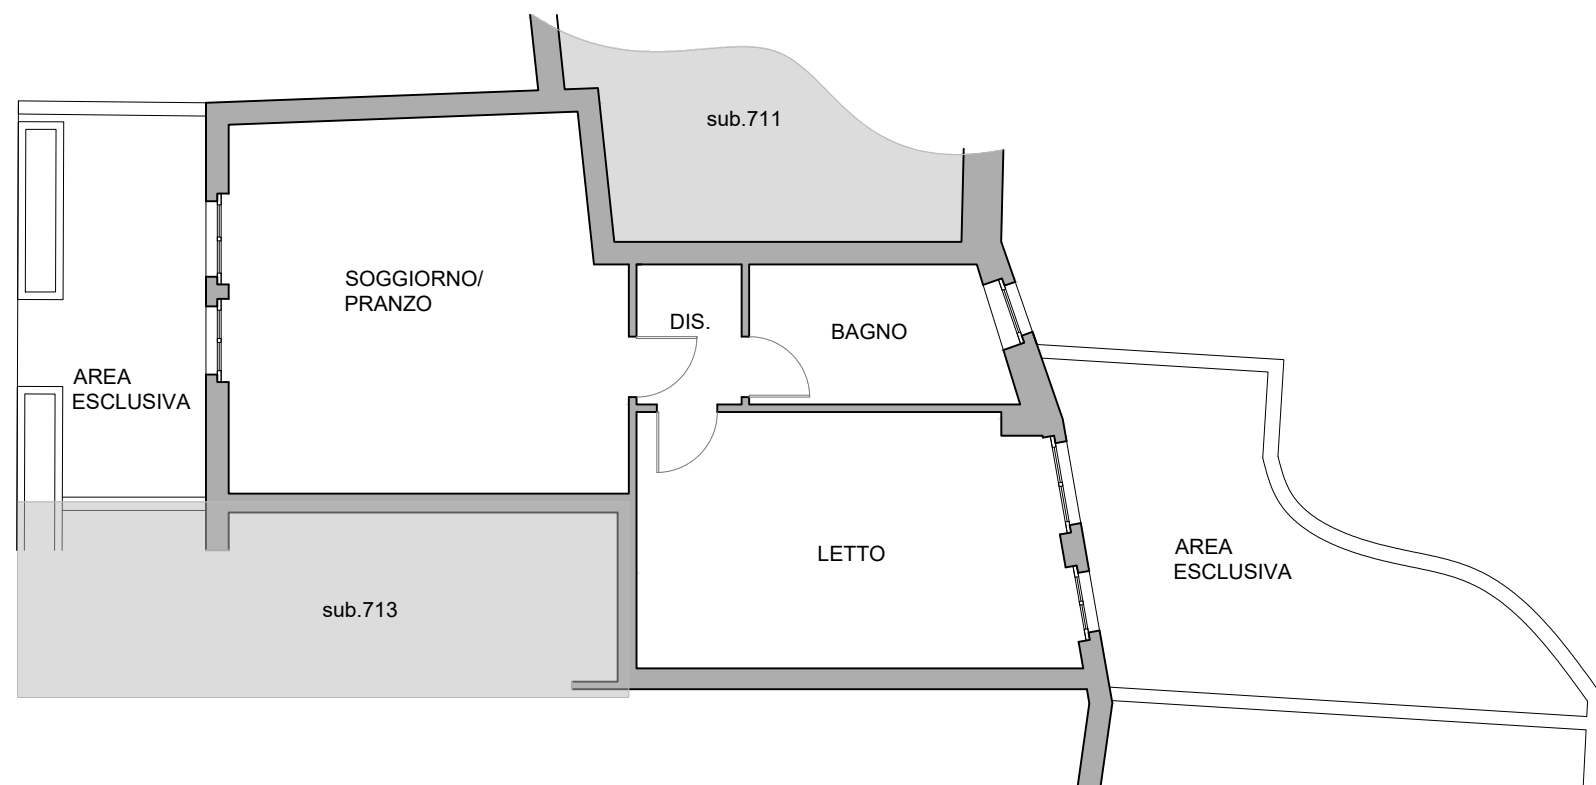 sub.711
SOGGIORNO/
PRANZO
DIS.
BAGNO
AREA
ESCLUSIVA
LETTO
AREA
ESCLUSIVA
sub.713